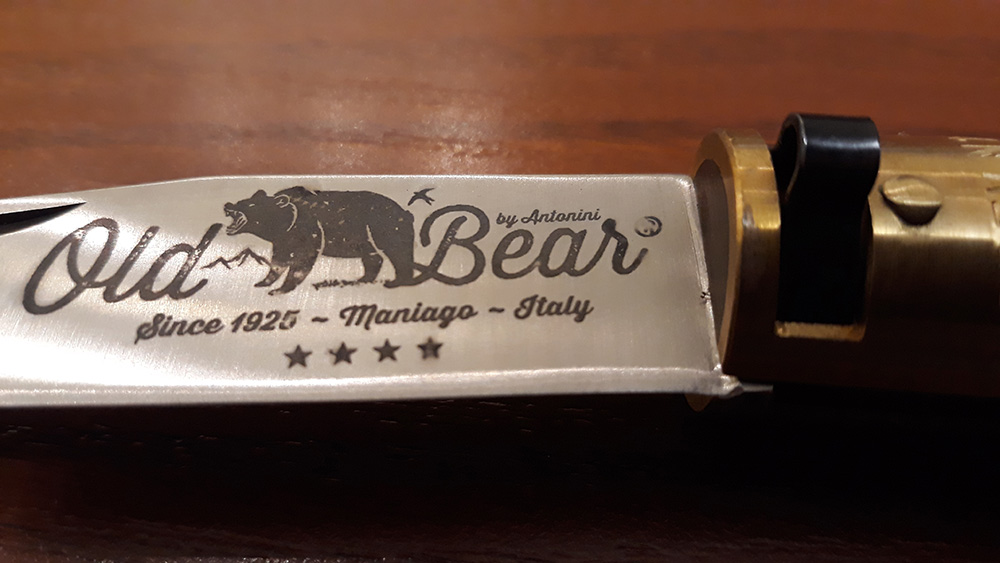 by Antonini
Old Bear
Since 1925 ~ Maniago ~ Italy